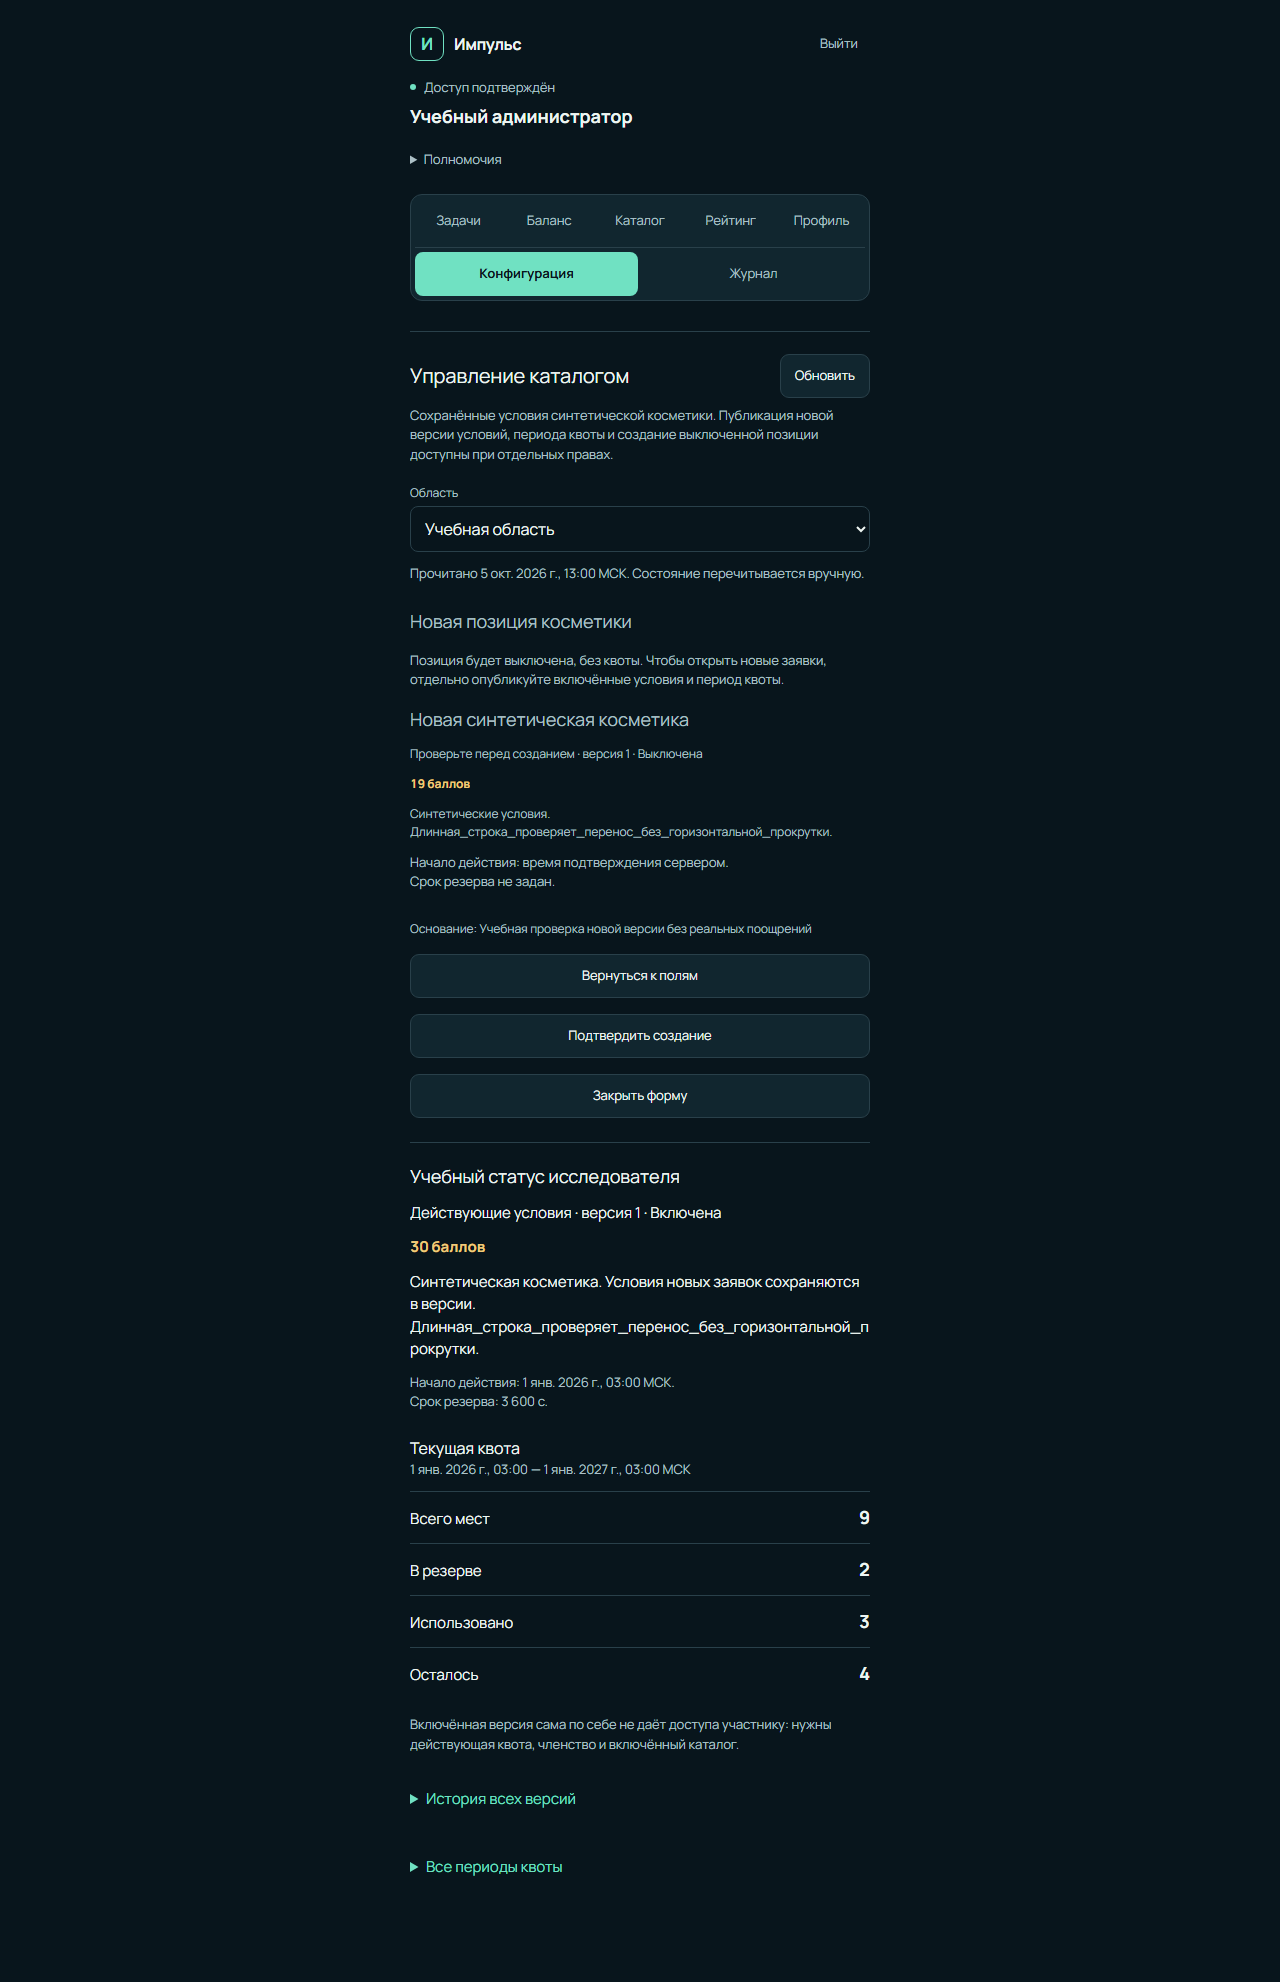 И Импульс Выйти
Доступ подтверждён
Учебный администратор
Полномочия
Задачи Баланс Каталог Рейтинг Профиль
Конфигурация Журнал
Управление каталогом Обновить
Сохранённые условия синтетической косметики. Публикация новой
версии условий, периода квоты и создание выключенной позиции
доступны при отдельных правах.
Область
Учебная область
Прочитано 5 окт. 2026 г., 13:00 МСК. Состояние перечитывается вручную.
Новая позиция косметики
Позиция будет выключена, без квоты. Чтобы открыть новые заявки,
отдельно опубликуйте включённые условия и период квоты.
Новая синтетическая косметика
Проверьте перед созданием · версия 1 · Выключена
19 баллов
Синтетические условия.
Длинная_строка_проверяет_перенос_без_горизонтальной_прокрутки.
Начало действия: время подтверждения сервером.
Срок резерва не задан.
Основание: Учебная проверка новой версии без реальных поощрений
Вернуться к полям
Подтвердить создание
Закрыть форму
Учебный статус исследователя
Действующие условия · версия 1 · Включена
30 баллов
Синтетическая косметика. Условия новых заявок сохраняются
в версии.
Длинная_строка_проверяет_перенос_без_горизонтальной_п
рокрутки.
Начало действия: 1 янв. 2026 г., 03:00 МСК.
Срок резерва: 3 600 с.
Текущая квота
1 янв. 2026 г., 03:00 — 1 янв. 2027 г., 03:00 МСК
Всего мест 9
В резерве 2
Использовано 3
Осталось 4
Включённая версия сама по себе не даёт доступа участнику: нужны
действующая квота, членство и включённый каталог.
История всех версий
Все периоды квоты